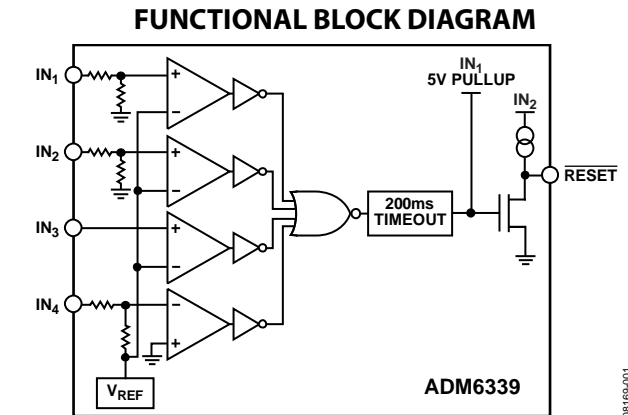 FUNCTIONAL BLOCK DIAGRAM
IN1
5V PULLUP
IN2
IN1
IN2
IN3
IN4
+
−
+
−
+
−
−
+
200ms
TIMEOUT
RESET
VREF
ADM6339
08169-001